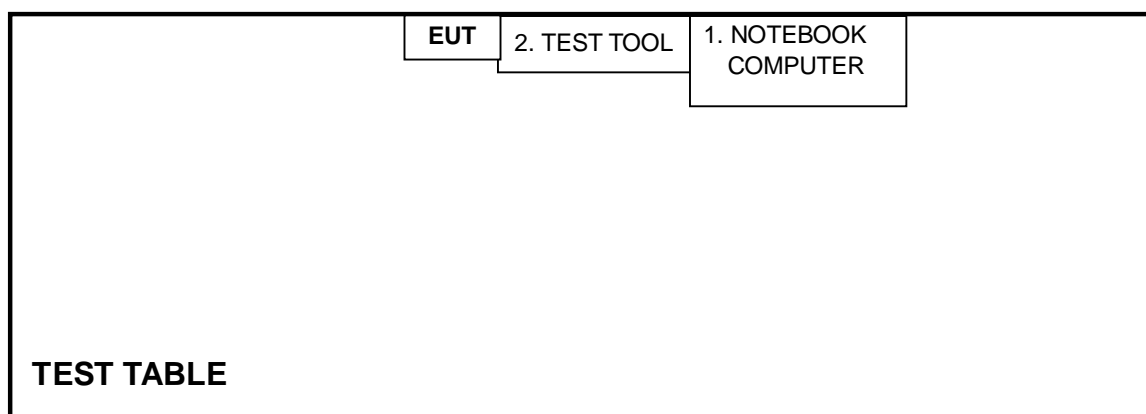 EUT
2. TEST TOOL
1. NOTEBOOK
COMPUTER
TEST TABLE